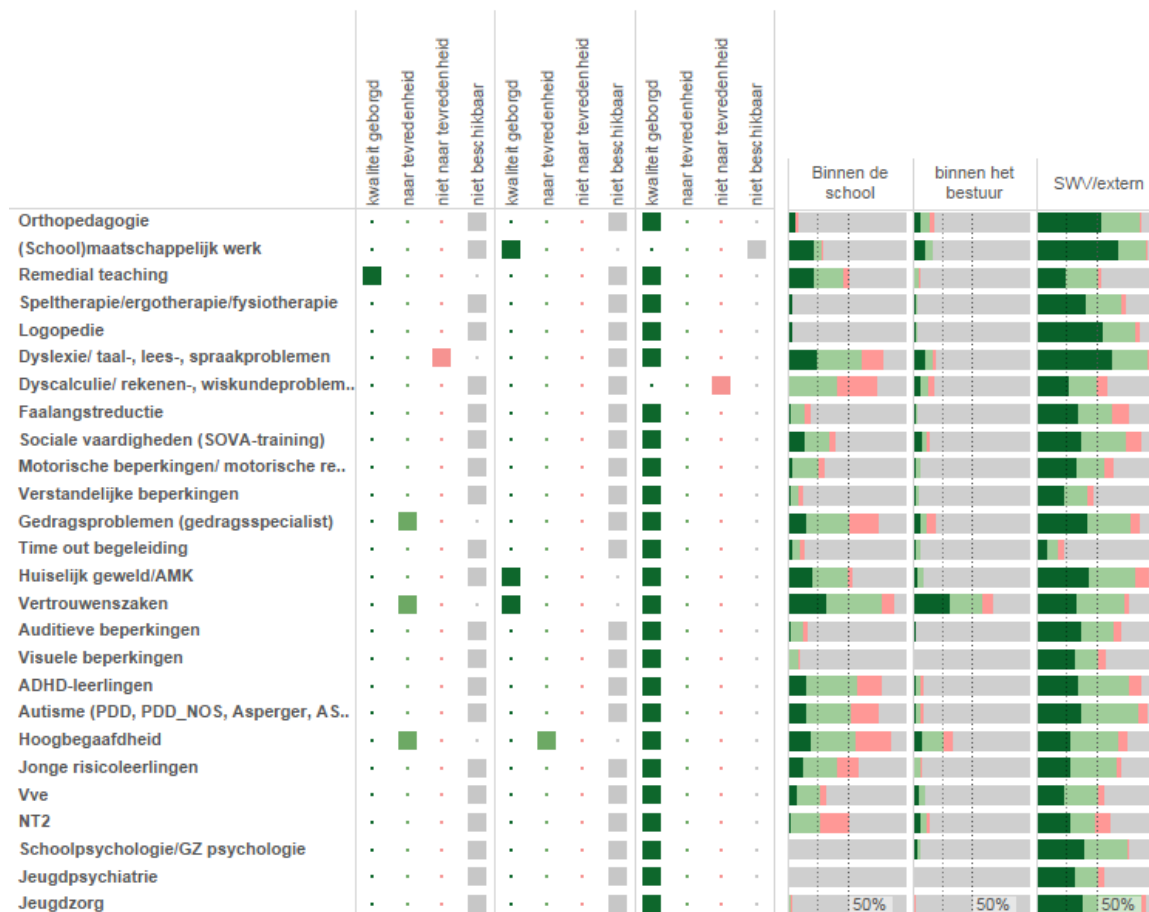 kwaliteit geborgd
naar tevredenheid
niet naar tevredenheid
niet beschikbaar
kwaliteit geborgd
naar tevredenheid
niet naar tevredenheid
niet beschikbaar
kwaliteit geborgd
naar tevredenheid
niet naar tevredenheid
niet beschikbaar
Binnen de
school
binnen het
bestuur
SWV/extern
Orthopedagogie
(School)maatschappelijk werk
Remedial teaching
Speltherapie/ergotherapie/fysiotherapie
Logopedie
Dyslexie/ taal-, lees-, spraakproblemen
Dyscalculie/ rekenen-, wiskundeproblem..
Faalangstreductie
Sociale vaardigheden (SOVA-training)
Motorische beperkingen/ motorische re..
Verstandelijke beperkingen
Gedragsproblemen (gedragsspecialist)
Time out begeleiding
Huiselijk geweld/AMK
Vertrouwenszaken
Auditieve beperkingen
Visuele beperkingen
ADHD-leerlingen
Autisme (PDD, PDD_NOS, Asperger, AS..
Hoogbegaafdheid
Jonge risicoleerlingen
Vve
NT2
Schoolpsychologie/GZ psychologie
Jeugdpsychiatrie
Jeugdzorg 50% 50% 50%